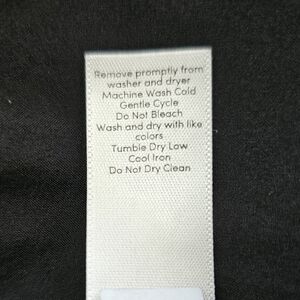 Remove promptly from
washer and dryer
Machine Wash Cold
Gentle Cycle
Do Not Bleach
Wash and dry with like
colors
Tumble Dry Low
Cool Iron
Do Not Dry Clean